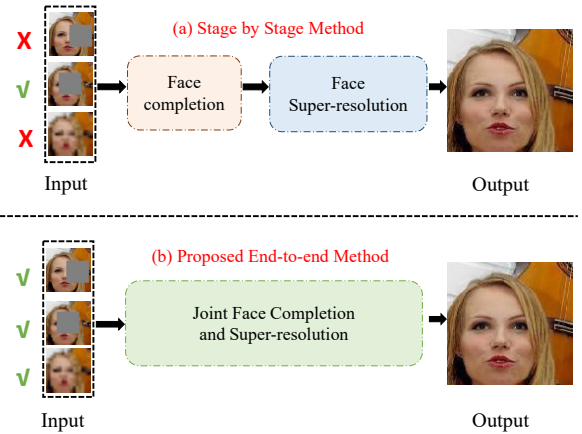 (a) Stage by Stage Method
X
√
X
Face
completion
Face
Super-resolution
Input
Output
(b) Proposed End-to-end Method
√
√
√
Joint Face Completion
and Super-resolution
Input
Output